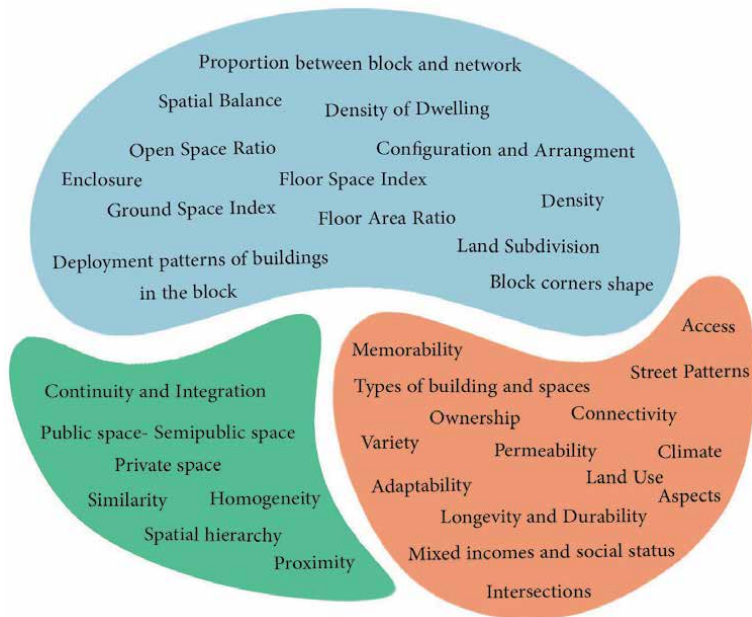 Proportion between block and network
Spatial Balance
Density of Dwelling
Open Space Ratio
Configuration and Arrangment
Enclosure
Floor Space Index
Ground Space Index
Floor Area Ratio
Density
Land Subdivision
Deployment patterns of buildings
in the block
Block corners shape
Continuity and Integration
Public space- Semipublic space
Private space
Similarity
Homogeneity
Spatial hierarchy
Proximity
Access
Memorability
Street Patterns
Types of building and spaces
Ownership
Connectivity
Variety
Permeability
Climate
Adaptability
Land Use
Aspects
Longevity and Durability
Mixed incomes and social status
Intersections